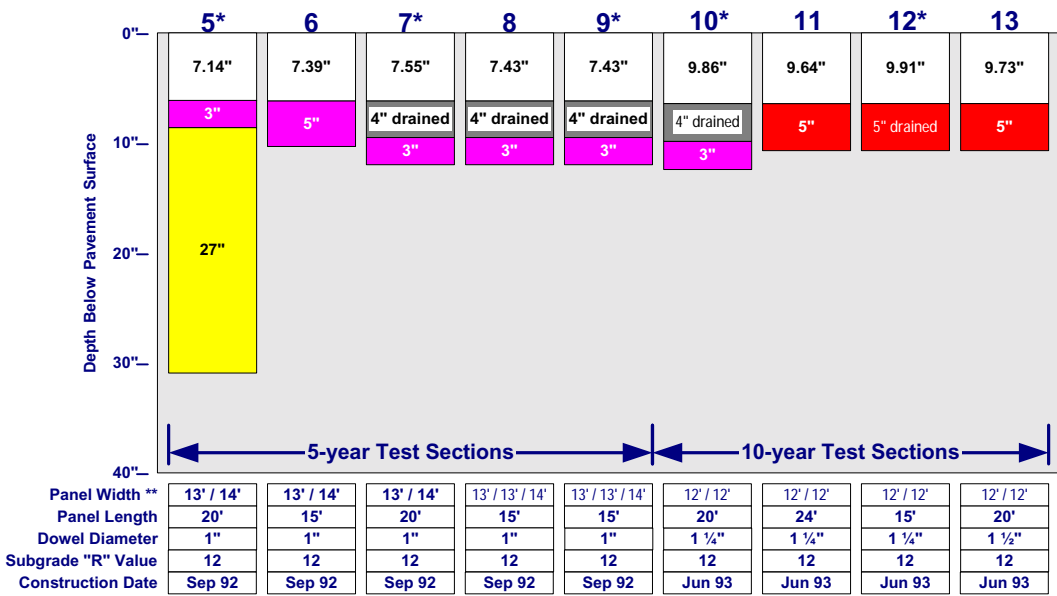 5* 6 7* 8 9* 10* 11 12* 13
0"
7.14" 7.39" 7.55" 7.43" 7.43" 9.86" 9.64" 9.91" 9.73"
3" 5" 4" drained 4" drained 4" drained 4" drained 5" 5" drained 5"
10"
3" 3" 3" 3"
Depth Below Pavement Surface
20"
27"
30"
5-year Test Sections 10-year Test Sections
40"
Panel Width ** 13' / 14' 13' / 14' 13' / 14' 13' / 13' / 14' 13' / 13' / 14' 12' / 12' 12' / 12' 12' / 12' 12' / 12'
Panel Length 20' 15' 20' 15' 15' 20' 24' 15' 20'
Dowel Diameter 1" 1" 1" 1" 1" 1 ¼" 1 ¼" 1 ¼" 1 ½"
Subgrade "R" Value 12 12 12 12 12 12 12 12 12
Construction Date Sep 92 Sep 92 Sep 92 Sep 92 Sep 92 Jun 93 Jun 93 Jun 93 Jun 93